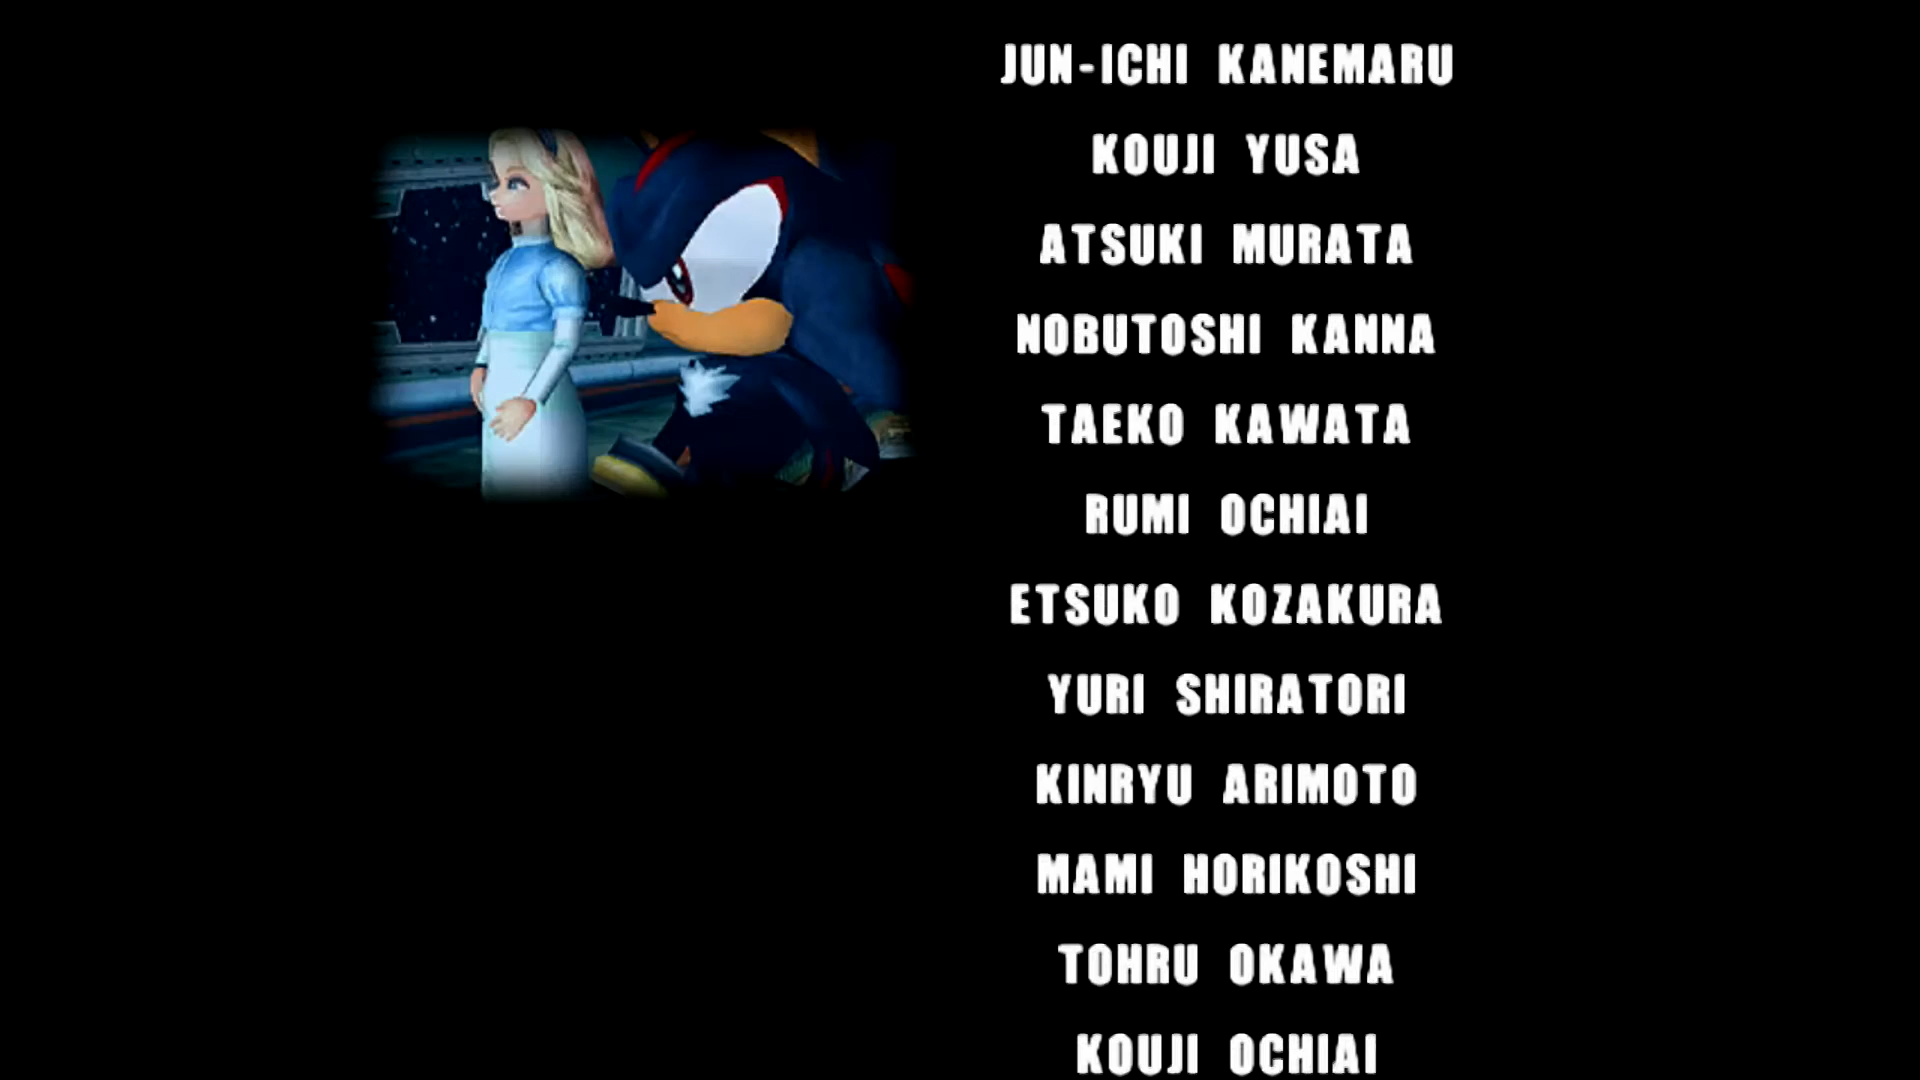 JUN-ICHI KANEMARU
KOUJI YUSA
ATSUKI MURATA
NOBUTOSHI KANNA
TAEKO KAWATA
RUMI OCHIAI
ETSUKO KOZAKURA
YURI SHIRATORI
KINRYU ARIMOTO
MAMI HORIKOSHI
TOHRU OKAWA
KOUJI OCHIAI